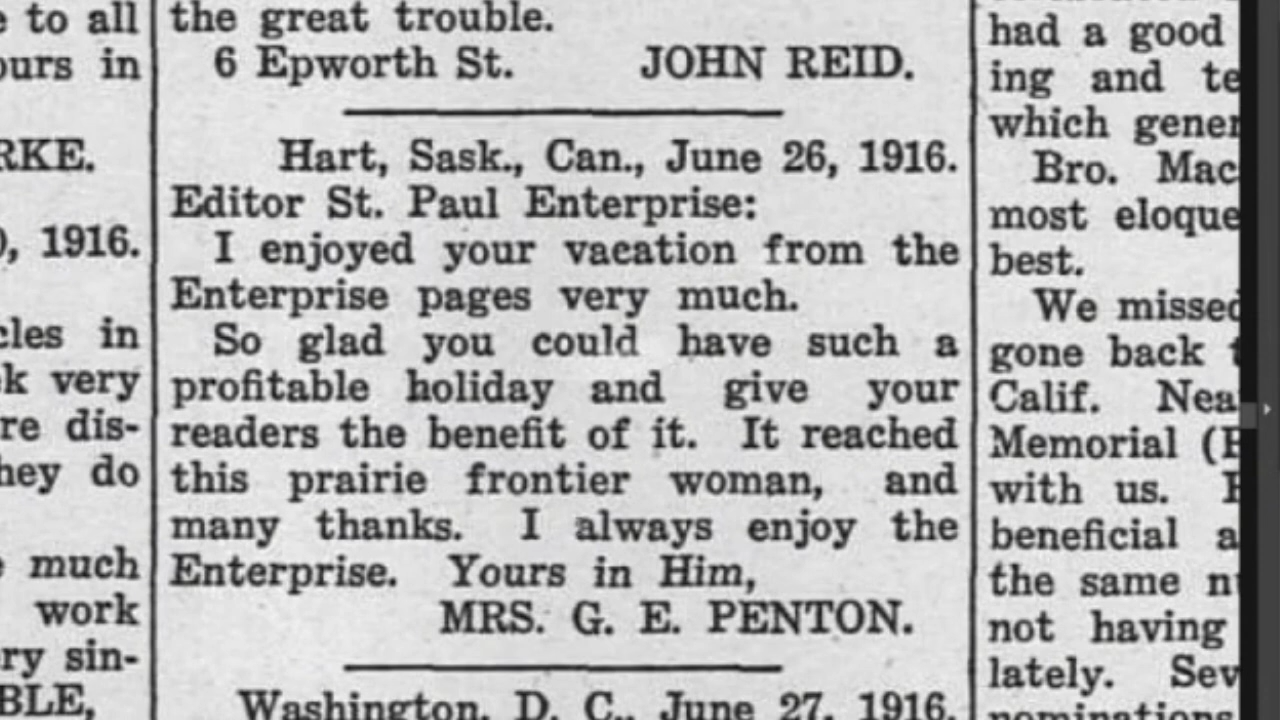 e to all
ours in
RKE.
, 1916.
cles in
k very
re dis-
hey do
much
work
ry sin-
BLE,
the great trouble.
6 Epworth St. JOHN REID.
Hart, Sask., Can., June 26, 1916.
Editor St. Paul Enterprise:
I enjoyed your vacation from the
Enterprise pages very much.
So glad you could have such a
profitable holiday and give your
readers the benefit of it. It reached
this prairie frontier woman, and
many thanks. I always enjoy the
Enterprise. Yours in Him,
MRS. G. E. PENTON.
Washington, D. C., June 27, 1916.
had a good
ing and te
which gener
Bro. Mac
most eloque
best.
We missed
gone back t
Calif. Nea
Memorial (
with us.
beneficial a
the same nu
not having
lately. Sev
nominations